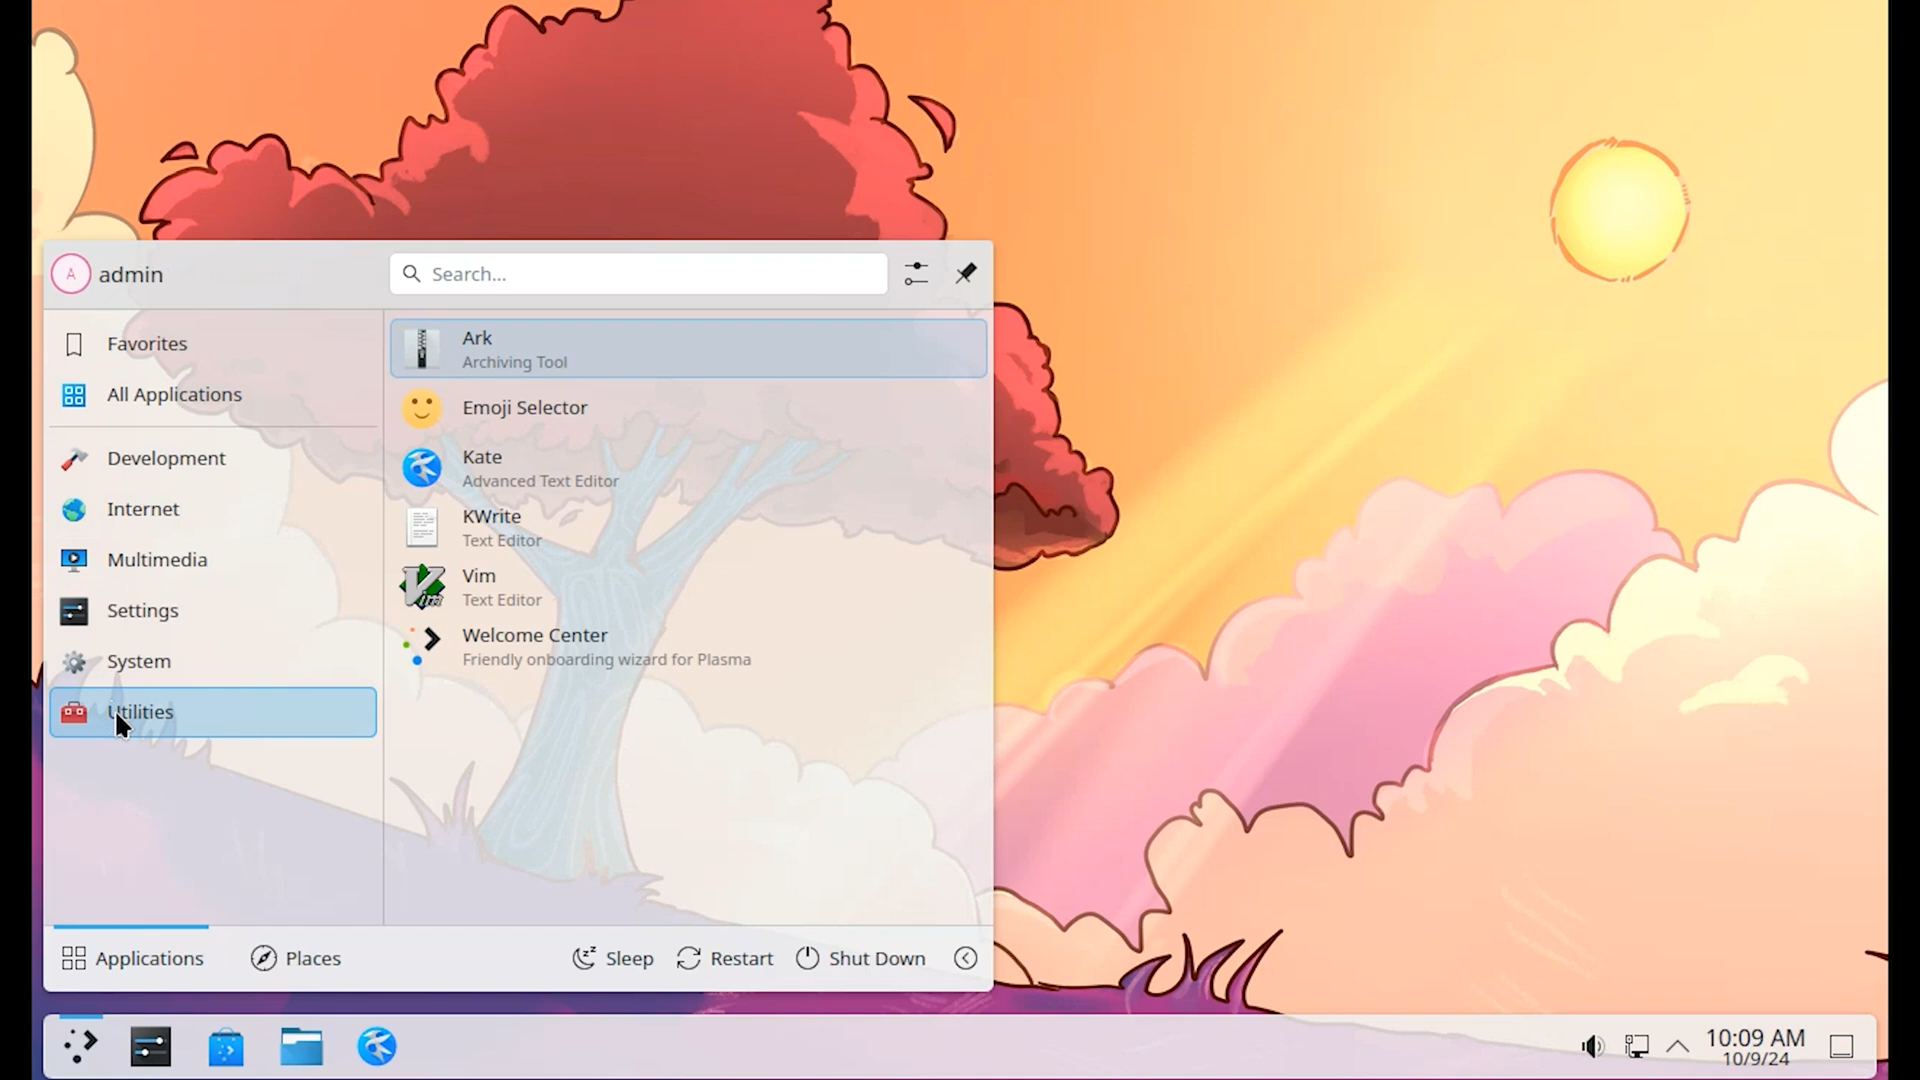 A
admin
Search...
Favorites
All Applications
Development
Internet
Multimedia
Settings
System
Utilities
Ark
Archiving Tool
Emoji Selector
Kate
Advanced Text Editor
KWrite
Text Editor
Vim
Text Editor
Welcome Center
Friendly onboarding wizard for Plasma
Applications
Places
Sleep
Restart
Shut Down
10:09 AM
10/9/24